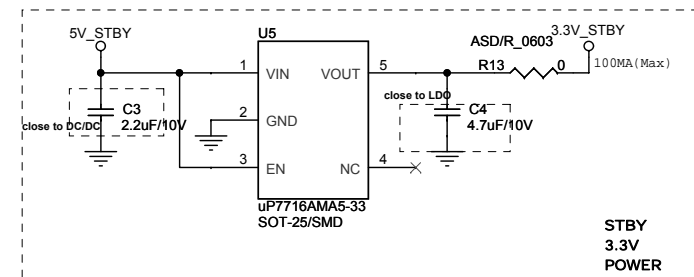 5V_STBY
U5
ASD/R_0603
3.3V_STBY
1
VIN
VOUT
5
R13
0
100MA(Max)
close to DC/DC
C3
2.2uF/10V
2
GND
close to LDO
C4
4.7uF/10V
3
EN
NC
4
uP7716AMA5-33
SOT-25/SMD
STBY
3.3V
POWER